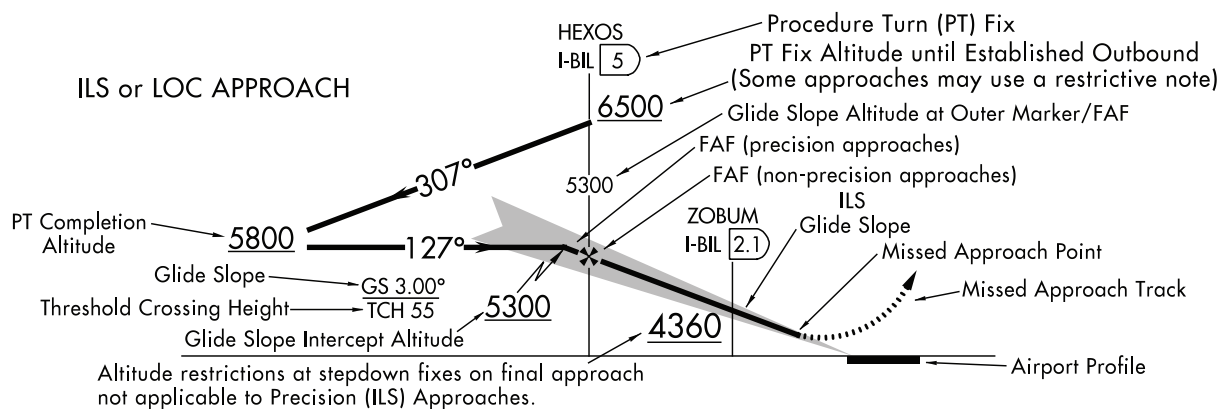 HEXOS
I-BIL 5
Procedure Turn (PT) Fix
PT Fix Altitude until Established Outbound
(Some approaches may use a restrictive note)
ILS or LOC APPROACH
6500
Glide Slope Altitude at Outer Marker/FAF
FAF (precision approaches)
307°
5300
FAF (non-precision approaches)
PT Completion
Altitude
5800
127°
ZOBUM
I-BIL 2.1
ILS
Glide Slope
Missed Approach Point
Glide Slope
GS 3.00°
Threshold Crossing Height
TCH 55
Missed Approach Track
Glide Slope Intercept Altitude
5300
4360
Airport Profile
Altitude restrictions at stepdown fixes on final approach
not applicable to Precision (ILS) Approaches.